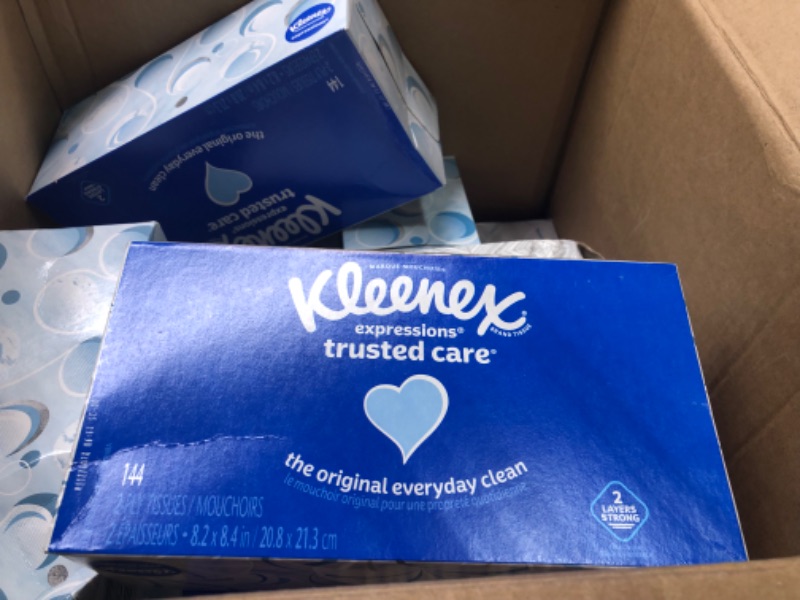 Kleenex
the original everyday clean
trusted care
expressions®
Kleenex
144
MARQUE MERCHANDS
Kleenex®
BRAND TISSUE
expressions®
trusted care®
the original everyday clean
le mouchoir original pour une propreté quotidienne
144
2 PLY TISSUES / MOUCHOIRS
2 ÉPAISSEURS • 8.2 x 8.4 in / 20.8 x 21.3 cm
2
LAYERS
STRONG